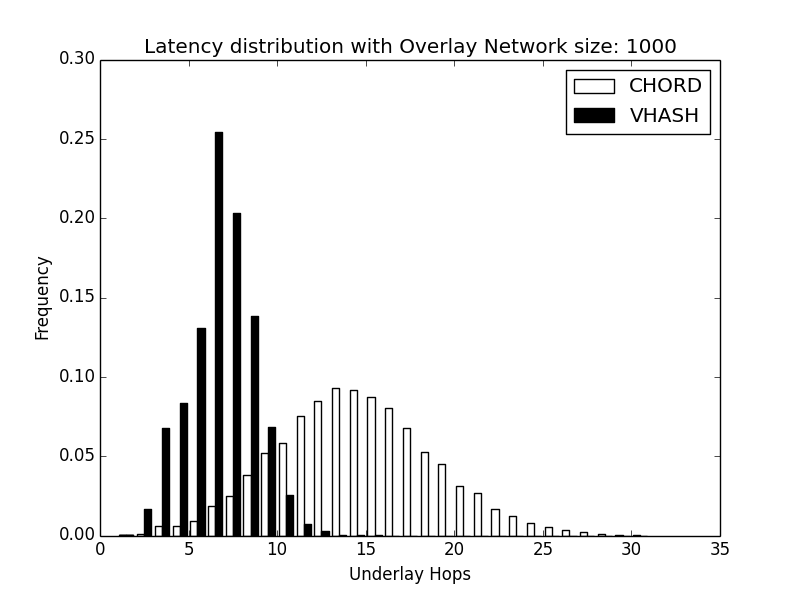 Latency distribution with Overlay Network size: 1000
0.30
CHORD
VHASH
0.25
0.20
0.15
0.10
0.05
0.00
Frequency
0 5 10 15 20 25 30 35
Underlay Hops